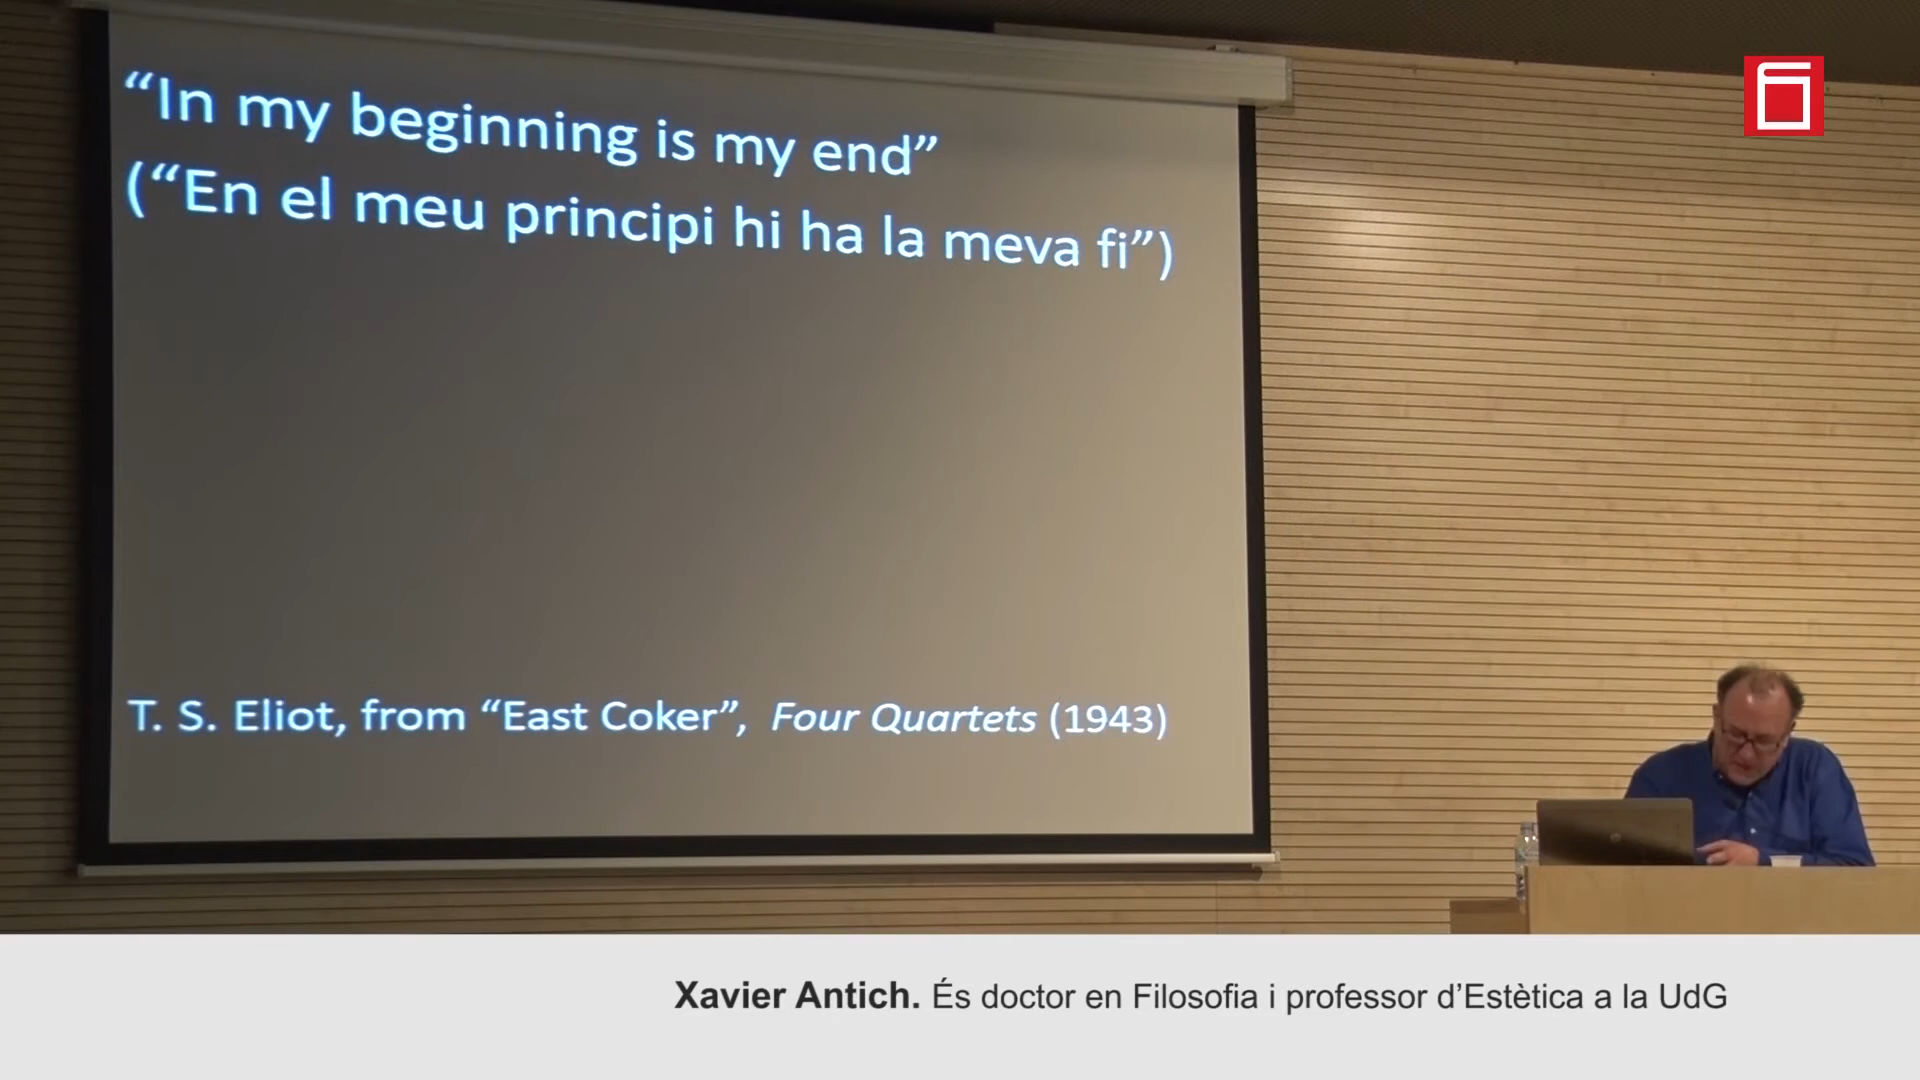 “In my beginning is my end”
(“En el meu principi hi ha la meva fi”)
T. S. Eliot, from “East Coker”, Four Quartets (1943)
Xavier Antich. És doctor en Filosofia i professor d’Estètica a la UdG